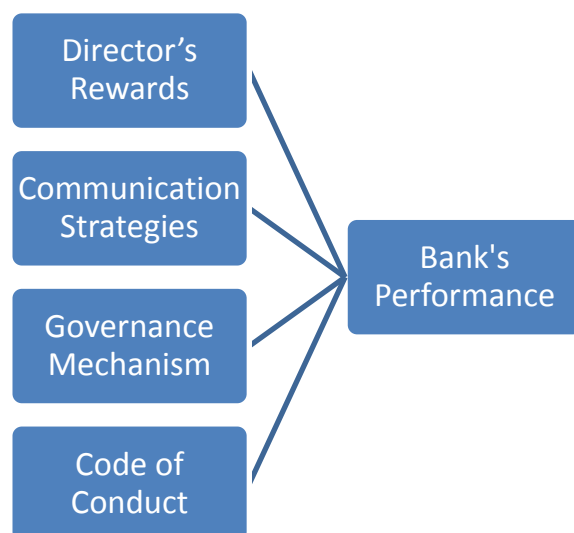 Director’s
Rewards
Communication
Strategies
Bank's
Performance
Governance
Mechanism
Code of
Conduct